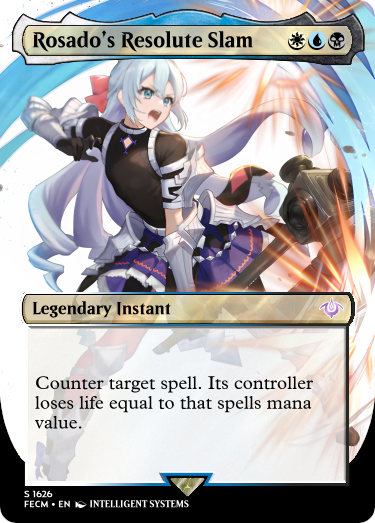 Rosado's Resolute Slam
Legendary Instant
Counter target spell. Its controller
loses life equal to that spells mana
value.
S 1626
FECM • EN INTELLIGENT SYSTEMS